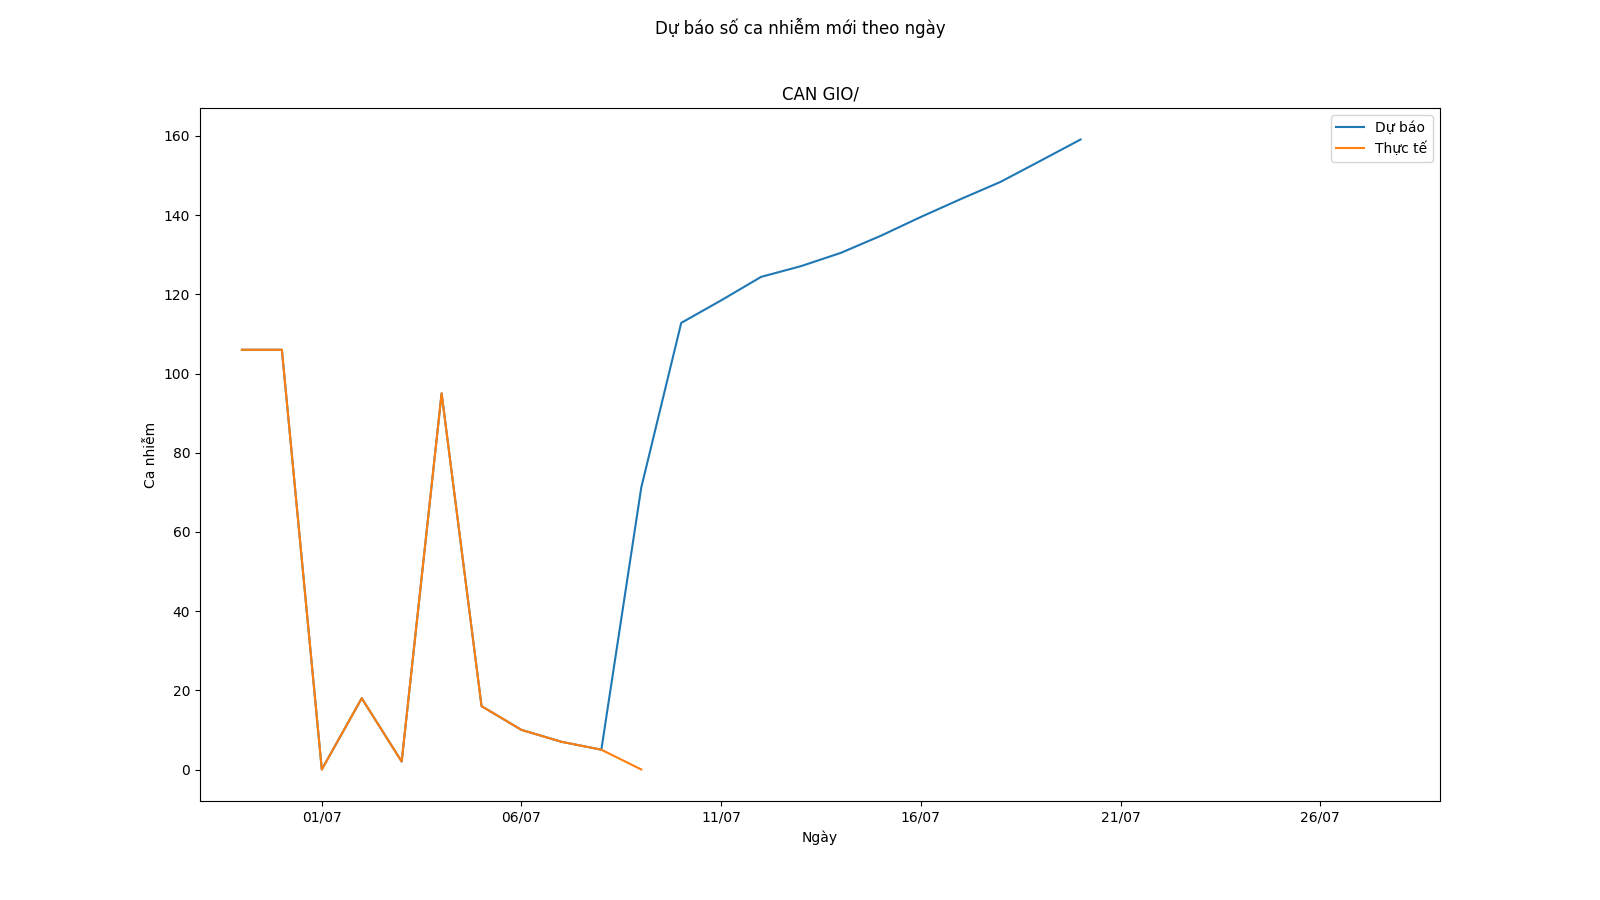 Dự báo số ca nhiễm mới theo ngày
CAN GIO/
Dự báo
Thực tế
Ca nhiễm
160
140
120
100
80
60
40
20
0
01/07
06/07
11/07
16/07
21/07
26/07
Ngày